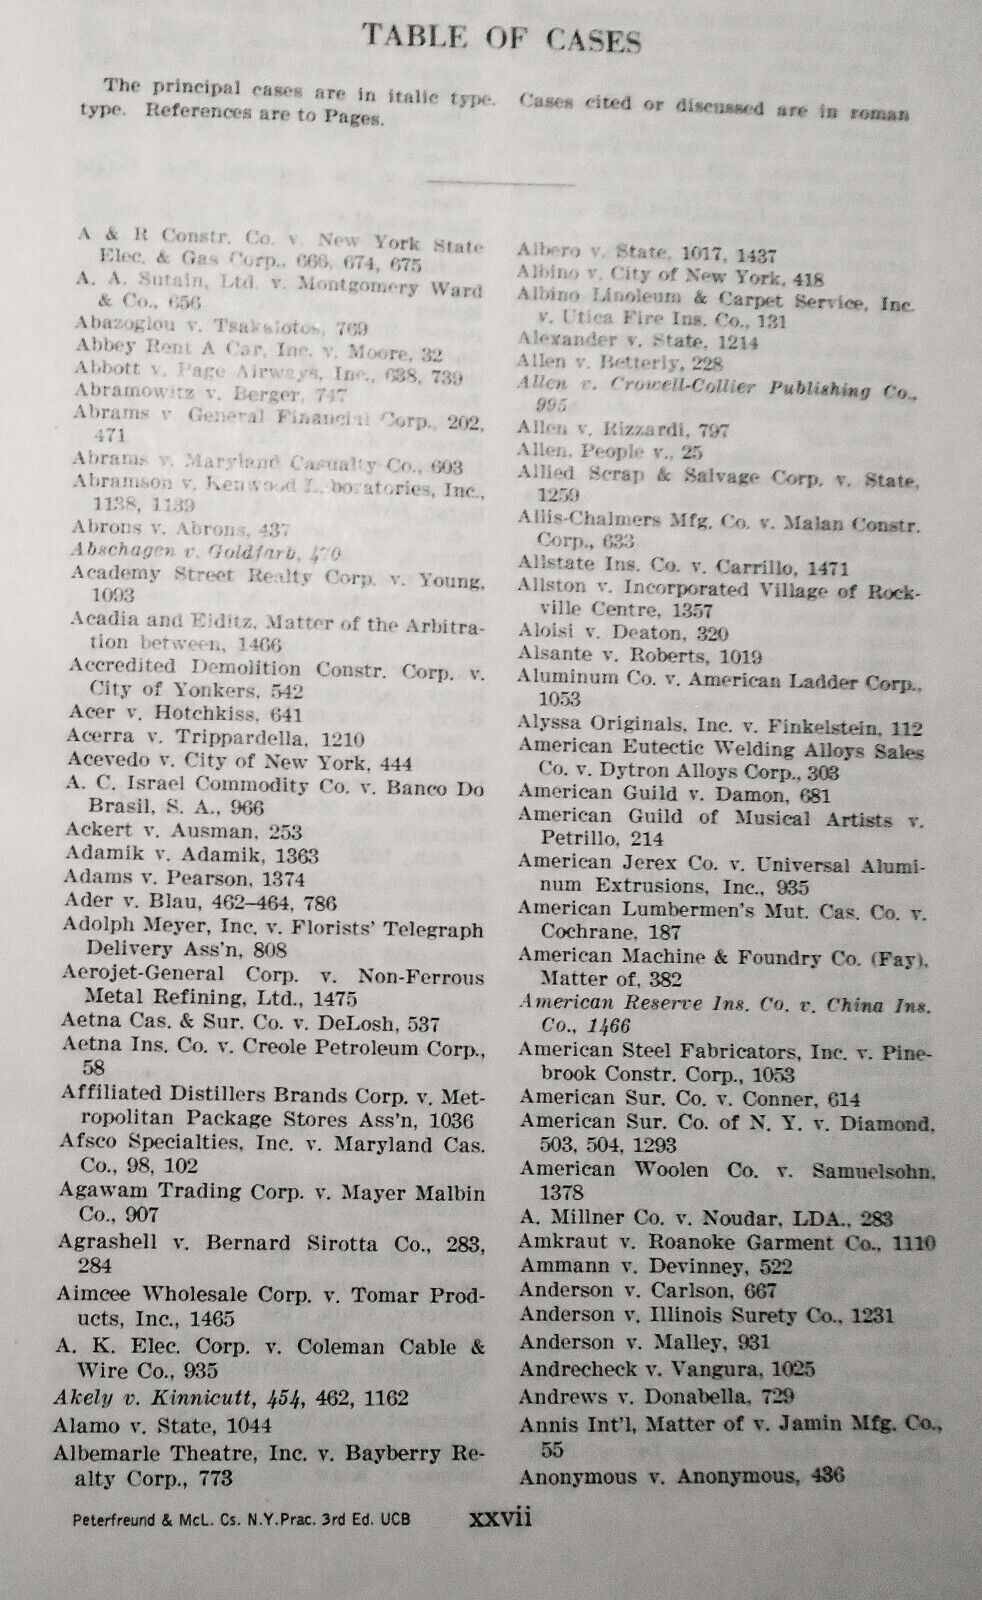 TABLE OF CASES
The principal cases are in italic type. Cases cited or discussed are in roman
type. References are to Pages.
A & R Constr. Co. v. New York State
Elec. & Gas Corp., 666, 674, 675
A. A. Sutain, Ltd. v. Montgomery Ward
& Co., 656
Abazoglou v. Tsakalotos, 769
Abbey Rent A Car, Inc. v. Moore, 32
Abbott v. Page Airways, Inc., 638, 739
Abramowitz v. Berger, 747
Abrams v General Financial Corp., 202,
471
Abrams v. Maryland Casualty Co., 603
Abramson v. Kenwood Laboratories, Inc.,
1138, 1139
Abrons v. Abrons, 437
Abschagen v. Goldfarb, 470
Academy Street Realty Corp. v. Young,
1093
Acadia and Eiditz, Matter of the Arbitra-
tion between, 1466
Accredited Demolition Constr. Corp. v.
City of Yonkers, 542
Acer v. Hotchkiss, 641
Acerra v. Trippardella, 1210
Acevedo v. City of New York, 444
A. C. Israel Commodity Co. v. Banco Do
Brasil, S. A., 966
Ackert v. Ausman, 253
Adamik v. Adamik, 1363
Adams v. Pearson, 1374
Ader v. Blau, 462–464, 786
Adolph Meyer, Inc. v. Florists' Telegraph
Delivery Ass'n, 808
Aerojet-General Corp. v. Non-Ferrous
Metal Refining, Ltd., 1475
Aetna Cas. & Sur. Co. v. DeLosh, 537
Aetna Ins. Co. v. Creole Petroleum Corp.,
58
Affiliated Distillers Brands Corp. v. Met-
ropolitan Package Stores Ass'n, 1036
Afsco Specialties, Inc. v. Maryland Cas.
Co., 98, 102
Agawam Trading Corp. v. Mayer Malbin
Co., 907
Agrashell v. Bernard Sirotta Co., 283,
284
Aimcee Wholesale Corp. v. Tomar Prod-
ucts, Inc., 1465
A. K. Elec. Corp. v. Coleman Cable &
Wire Co., 935
Akely v. Kinnicutt, 454, 462, 1162
Alamo v. State, 1044
Albemarle Theatre, Inc. v. Bayberry Re-
alty Corp., 773
Albero v. State, 1017, 1437
Albino v. City of New York, 418
Albino Linoleum & Carpet Service, Inc.
v. Utica Fire Ins. Co., 131
Alexander v. State, 1214
Allen v. Betterly, 228
Allen v. Crowell-Collier Publishing Co.,
995
Allen v. Rizzardi, 797
Allen, People v., 25
Allied Scrap & Salvage Corp. v. State,
1259
Allis-Chalmers Mfg. Co. v. Malan Constr.
Corp., 633
Allstate Ins. Co. v. Carrillo, 1471
Allston v. Incorporated Village of Rock-
ville Centre, 1357
Aloisi v. Deaton, 320
Alsante v. Roberts, 1019
Aluminum Co. v. American Ladder Corp.,
1053
Alyssa Originals, Inc. v. Finkelstein, 112
American Eutectic Welding Alloys Sales
Co. v. Dytron Alloys Corp., 303
American Guild v. Damon, 681
American Guild of Musical Artists v.
Petrillo, 214
American Jerex Co. v. Universal Alumi-
num Extrusions, Inc., 935
American Lumbermen's Mut. Cas. Co. v.
Cochrane, 187
American Machine & Foundry Co. (Fay),
Matter of, 382
American Reserve Ins. Co. v. China Ins.
Co., 1466
American Steel Fabricators, Inc. v. Pine-
brook Constr. Corp., 1053
American Sur. Co. v. Conner, 614
American Sur. Co. of N. Y. v. Diamond,
503, 504, 1293
American Woolen Co. v. Samuelsohn,
1378
A. Millner Co. v. Noudar, LDA., 283
Amkraut v. Roanoke Garment Co., 1110
Ammann v. Devinney, 522
Anderson v. Carlson, 667
Anderson v. Illinois Surety Co., 1231
Anderson v. Malley, 931
Andrecheck v. Vangura, 1025
Andrews v. Donabella, 729
Annis Int'l, Matter of v. Jamin Mfg. Co.,
55
Anonymous v. Anonymous, 436
Peterfreund & McL. Cs. N.Y.Prac. 3rd Ed. UCB
xxvii